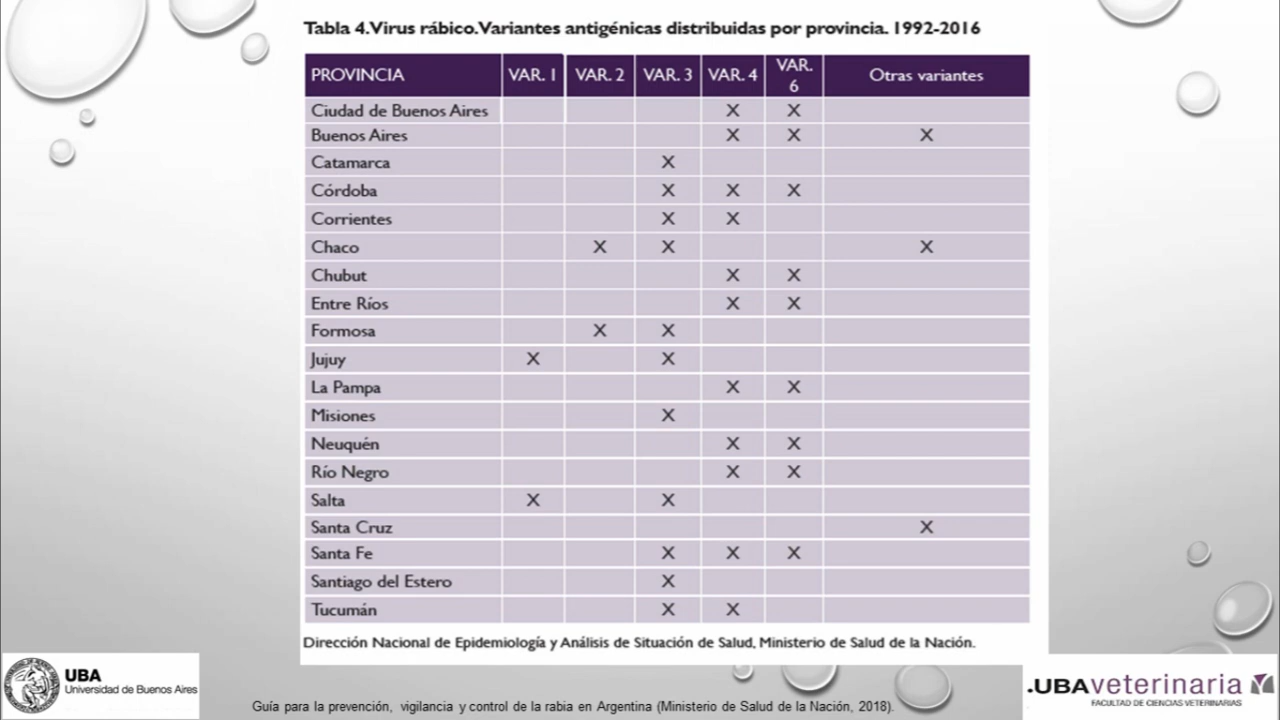 Tabla 4. Virus rábico. Variantes antigénicas distribuidas por provincia. 1992-2016
PROVINCIA VAR. 1 VAR. 2 VAR. 3 VAR. 4 VAR. 6 Otras variantes
Ciudad de Buenos Aires X X
Buenos Aires X X X
Catamarca X
Córdoba X X X
Corrientes X X
Chaco X X X
Chubut X X
Entre Ríos X X
Formosa X X
Jujuy X X
La Pampa X X
Misiones X
Neuquén X X
Río Negro X X
Salta X X
Santa Cruz X
Santa Fe X X X
Santiago del Estero X
Tucumán X X
Dirección Nacional de Epidemiología y Análisis de Situación de Salud, Ministerio de Salud de la Nación.
UBA
Universidad de Buenos Aires
.UBAveterinaria
FACULTAD DE CIENCIAS VETERINARIAS
Guía para la prevención, vigilancia y control de la rabia en Argentina (Ministerio de Salud de la Nación, 2018).